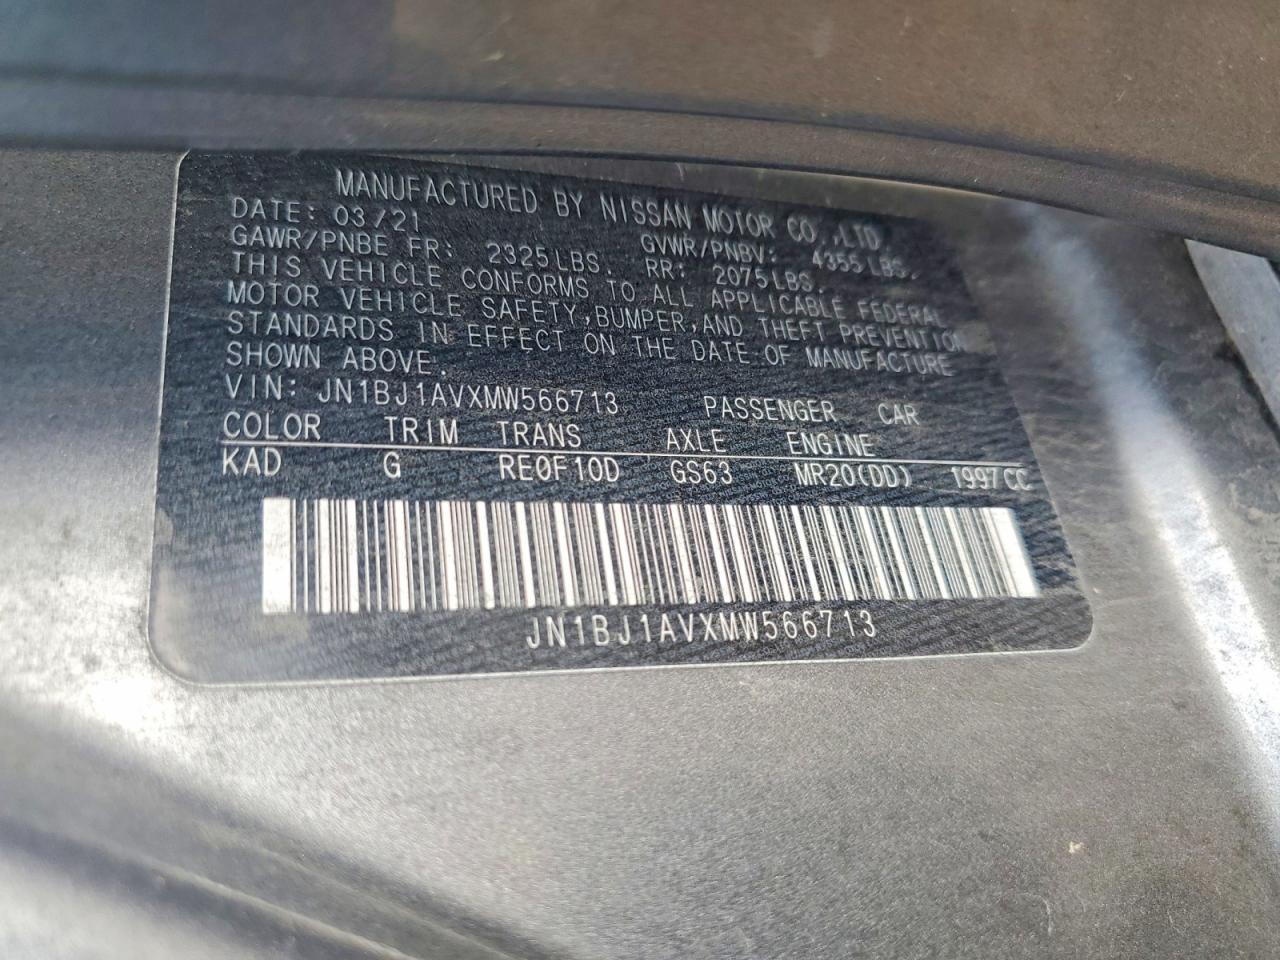 MANUFACTURED BY NISSAN MOTOR CO.,LTD.
DATE: 03/21 GVWR/PNBV: 4355LBS.
GAWR/PNBE FR: 2325LBS. RR: 2075LBS.
THIS VEHICLE CONFORMS TO ALL APPLICABLE FEDERAL
MOTOR VEHICLE SAFETY,BUMPER,AND THEFT PREVENTION
STANDARDS IN EFFECT ON THE DATE OF MANUFACTURE
SHOWN ABOVE.
VIN: JN1BJ1AVXMW566713 PASSENGER CAR
COLOR TRIM TRANS AXLE ENGINE
KAD G RE0F10D GS63 MR20(DD) 1997CC
JN1BJ1AVXMW566713